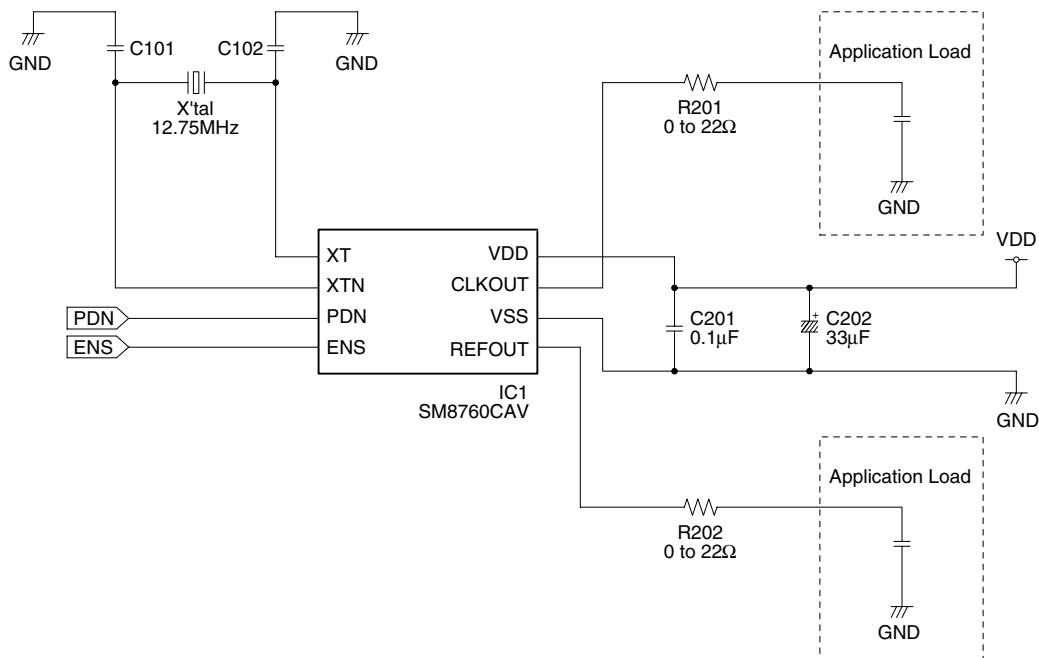 C101
C102
GND
GND
X'tal
12.75MHz
Application Load
R201
0 to 22Ω
GND
VDD
XT
XTN
PDN
ENS
VDD
CLKOUT
VSS
REFOUT
PDN
ENS
C201
0.1μF
+
C202
33μF
IC1
SM8760CAV
GND
Application Load
R202
0 to 22Ω
GND